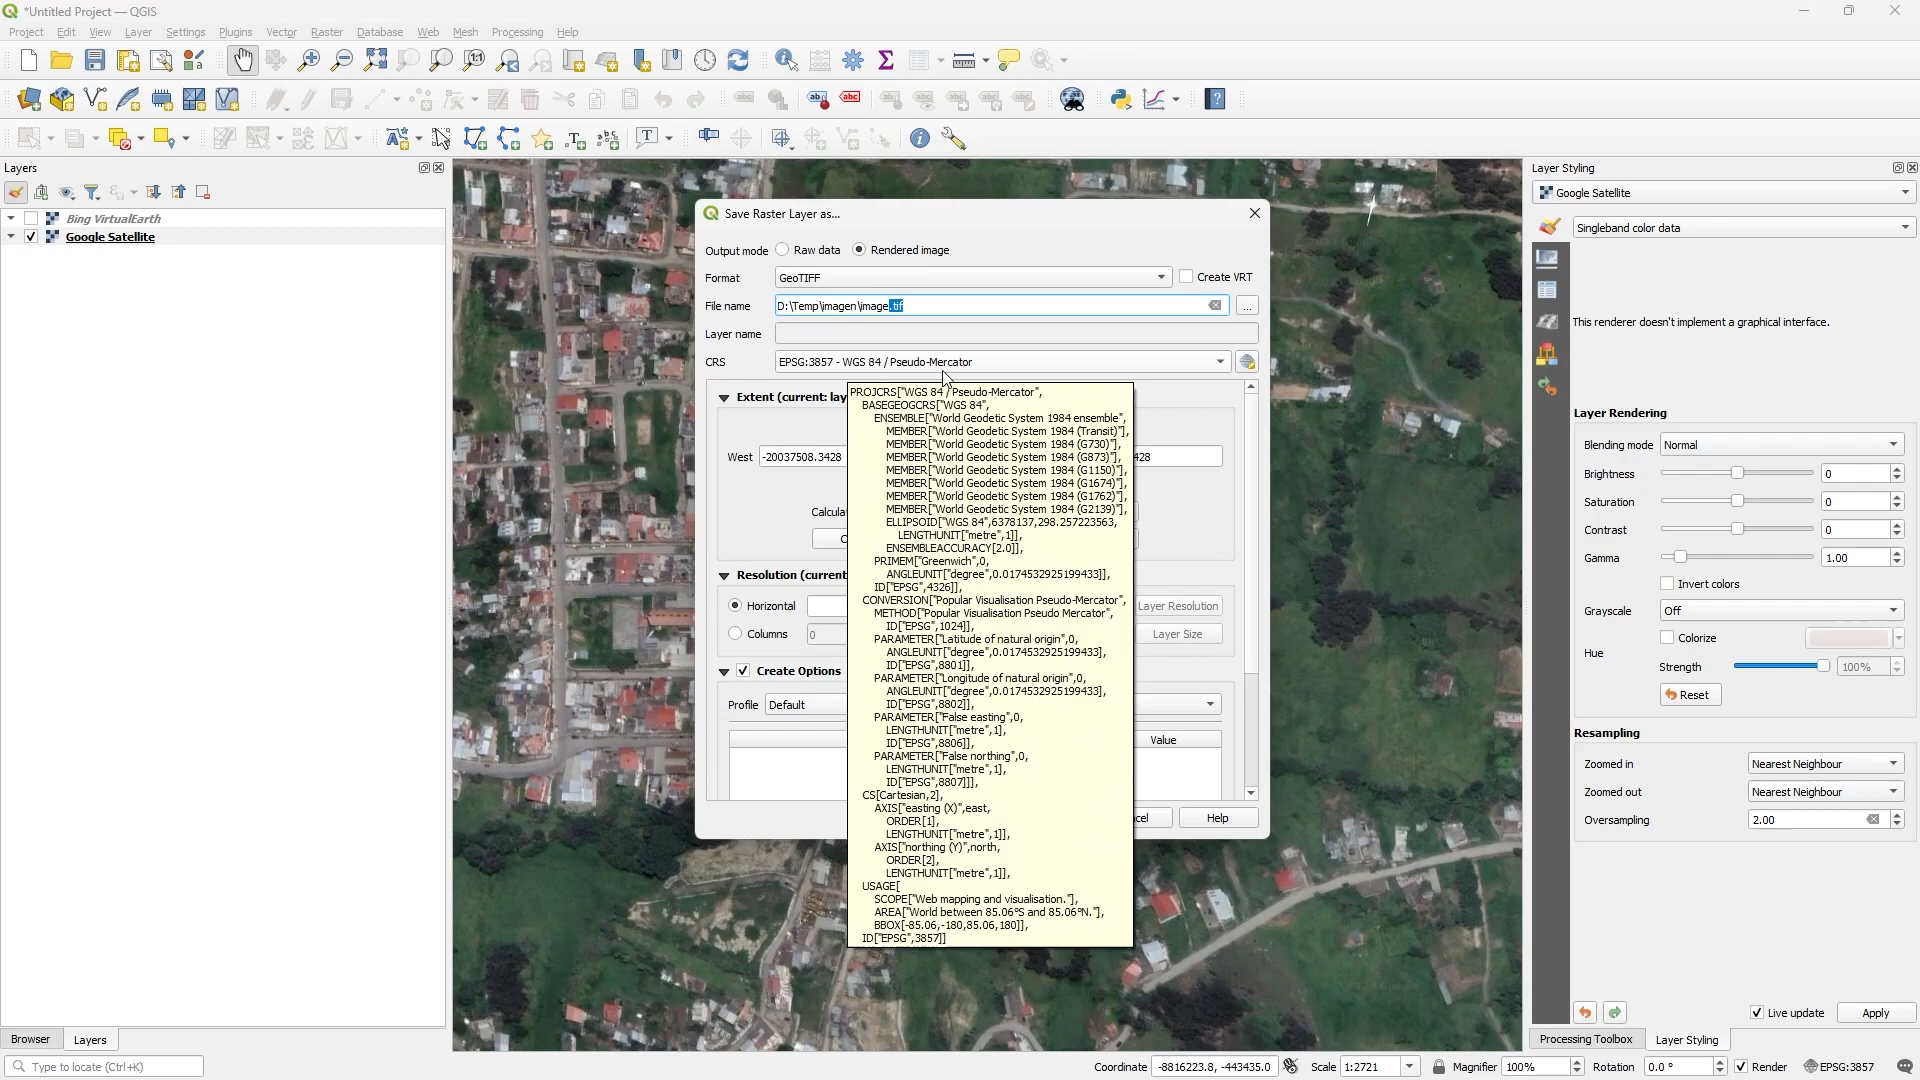 *Untitled Project — QGIS
Project Edit View Layer Settings Plugins Vector Raster Database Web Mesh Processing Help
Layers
Bing VirtualEarth
Google Satellite
Browser Layers
Type to locate (Ctrl+K)
Save Raster Layer as...
Output mode Raw data Rendered image
Format GeoTIFF Create VRT
File name D:\Temp\imagen\image.tif ...
Layer name
CRS EPSG:3857 - WGS 84 / Pseudo-Mercator
Extent (current: lay
West -20037508.3428 428
Calculat
Resolution (current
Horizontal Layer Resolution
Columns 0 Layer Size
Create Options
Profile Default
Value
cel Help
PROJCRS["WGS 84 / Pseudo-Mercator",
BASEGEOGCRS["WGS 84",
ENSEMBLE["World Geodetic System 1984 ensemble",
MEMBER["World Geodetic System 1984 (Transit)"],
MEMBER["World Geodetic System 1984 (G730)"],
MEMBER["World Geodetic System 1984 (G873)"],
MEMBER["World Geodetic System 1984 (G1150)"],
MEMBER["World Geodetic System 1984 (G1674)"],
MEMBER["World Geodetic System 1984 (G1762)"],
MEMBER["World Geodetic System 1984 (G2139)"],
ELLIPSOID["WGS 84",6378137,298.257223563,
LENGTHUNIT["metre",1]],
ENSEMBLEACCURACY[2.0]],
PRIMEM["Greenwich",0,
ANGLEUNIT["degree",0.0174532925199433]],
ID["EPSG",4326]],
CONVERSION["Popular Visualisation Pseudo-Mercator",
METHOD["Popular Visualisation Pseudo Mercator",
ID["EPSG",1024]],
PARAMETER["Latitude of natural origin",0,
ANGLEUNIT["degree",0.0174532925199433],
ID["EPSG",8801]],
PARAMETER["Longitude of natural origin",0,
ANGLEUNIT["degree",0.0174532925199433],
ID["EPSG",8802]],
PARAMETER["False easting",0,
LENGTHUNIT["metre",1],
ID["EPSG",8806]],
PARAMETER["False northing",0,
LENGTHUNIT["metre",1],
ID["EPSG",8807]]],
CS[Cartesian,2],
AXIS["easting (X)",east,
ORDER[1],
LENGTHUNIT["metre",1]],
AXIS["northing (Y)",north,
ORDER[2],
LENGTHUNIT["metre",1]],
USAGE[
SCOPE["Web mapping and visualisation."],
AREA["World between 85.06°S and 85.06°N."],
BBOX[-85.06,-180,85.06,180]],
ID["EPSG",3857]]
Layer Styling
Google Satellite
Singleband color data
This renderer doesn't implement a graphical interface.
Layer Rendering
Blending mode Normal
Brightness 0
Saturation 0
Contrast 0
Gamma 1.00
Invert colors
Grayscale Off
Hue Colorize
Strength 100%
Reset
Resampling
Zoomed in Nearest Neighbour
Zoomed out Nearest Neighbour
Oversampling 2.00
Live update Apply
Processing Toolbox Layer Styling
Coordinate -8816223.8, -443435.0 Scale 1:2721 Magnifier 100% Rotation 0.0 ° Render EPSG:3857